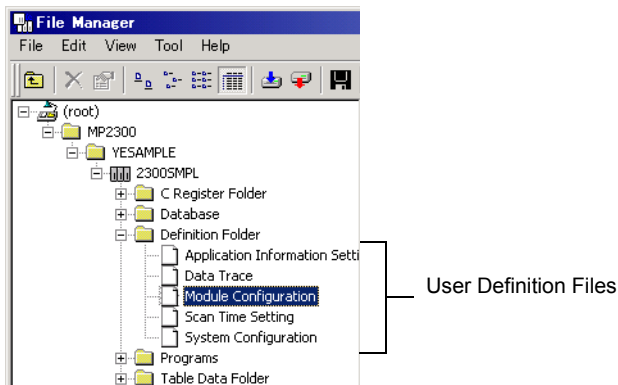 File Manager
File Edit View Tool Help
(root)
MP2300
YESAMPLE
2300SMPL
C Register Folder
Database
Definition Folder
Application Information Setti
Data Trace
Module Configuration
Scan Time Setting
System Configuration
Programs
Table Data Folder
User Definition Files